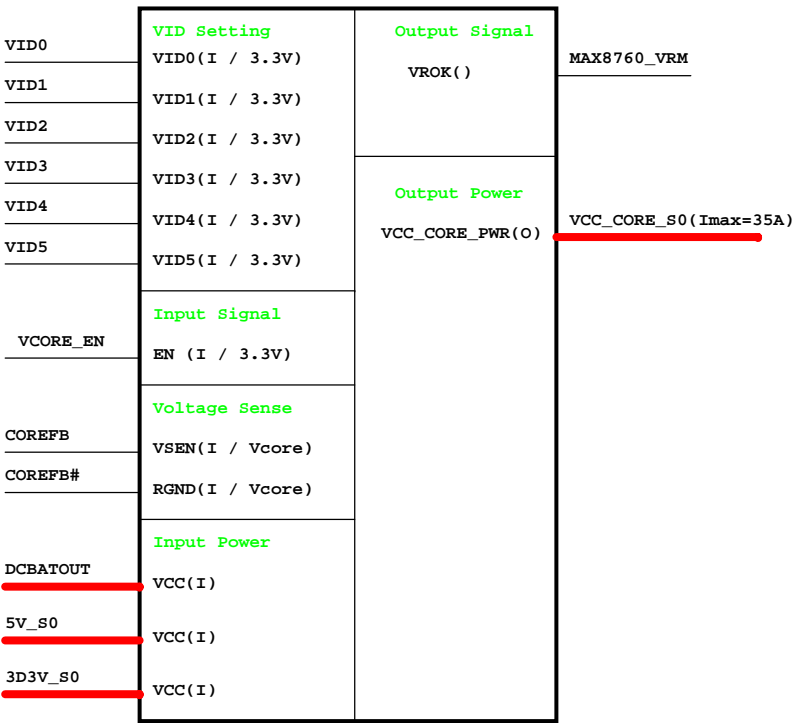 VID Setting
Output Signal
VID0
VID0(I / 3.3V)
MAX8760_VRM
VROK()
VID1
VID1(I / 3.3V)
VID2
VID2(I / 3.3V)
VID3
VID3(I / 3.3V)
Output Power
VID4
VID4(I / 3.3V)
VCC_CORE_PWR(O)
VCC_CORE_S0(Imax=35A)
VID5
VID5(I / 3.3V)
Input Signal
VCORE_EN
EN (I / 3.3V)
Voltage Sense
COREFB
VSEN(I / Vcore)
COREFB#
RGND(I / Vcore)
Input Power
DCBATOUT
VCC(I)
5V_S0
VCC(I)
3D3V_S0
VCC(I)